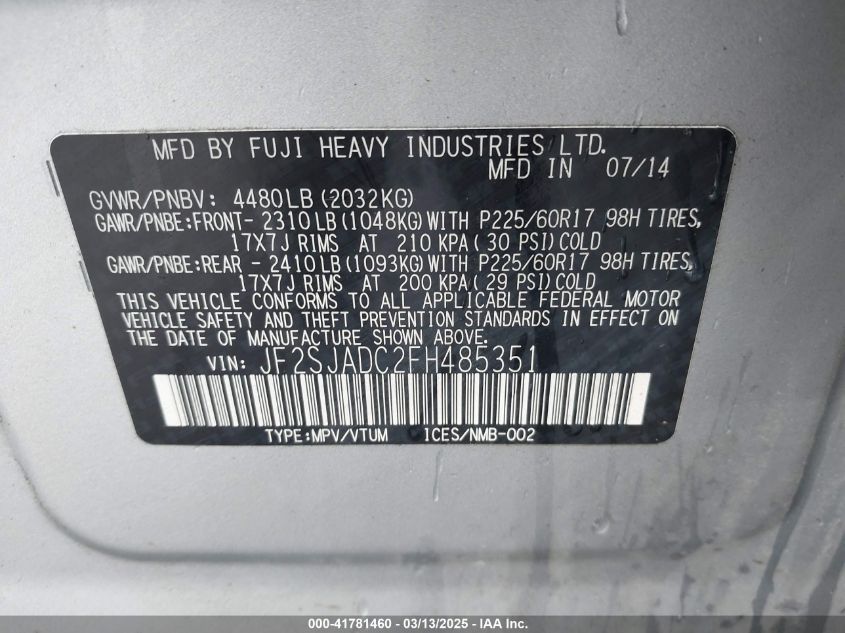 MFD BY FUJI HEAVY INDUSTRIES LTD.
MFD IN 07/14
GVWR/PNBV: 4480LB (2032KG)
GAWR/PNBE:FRONT- 2310LB (1048KG) WITH P225/60R17 98H TIRES,
17X7J RIMS AT 210 KPA (30 PSI) COLD
GAWR/PNBE:REAR - 2410LB (1093KG) WITH P225/60R17 98H TIRES,
17X7J RIMS AT 200 KPA (29 PSI) COLD
THIS VEHICLE CONFORMS TO ALL APPLICABLE FEDERAL MOTOR
VEHICLE SAFETY AND THEFT PREVENTION STANDARDS IN EFFECT ON
THE DATE OF MANUFACTURE SHOWN ABOVE.
VIN: JF2SJADC2FH485351
TYPE:MPV/VTUM ICES/NMB-002
000-41781460 - 03/13/2025 - IAA Inc.